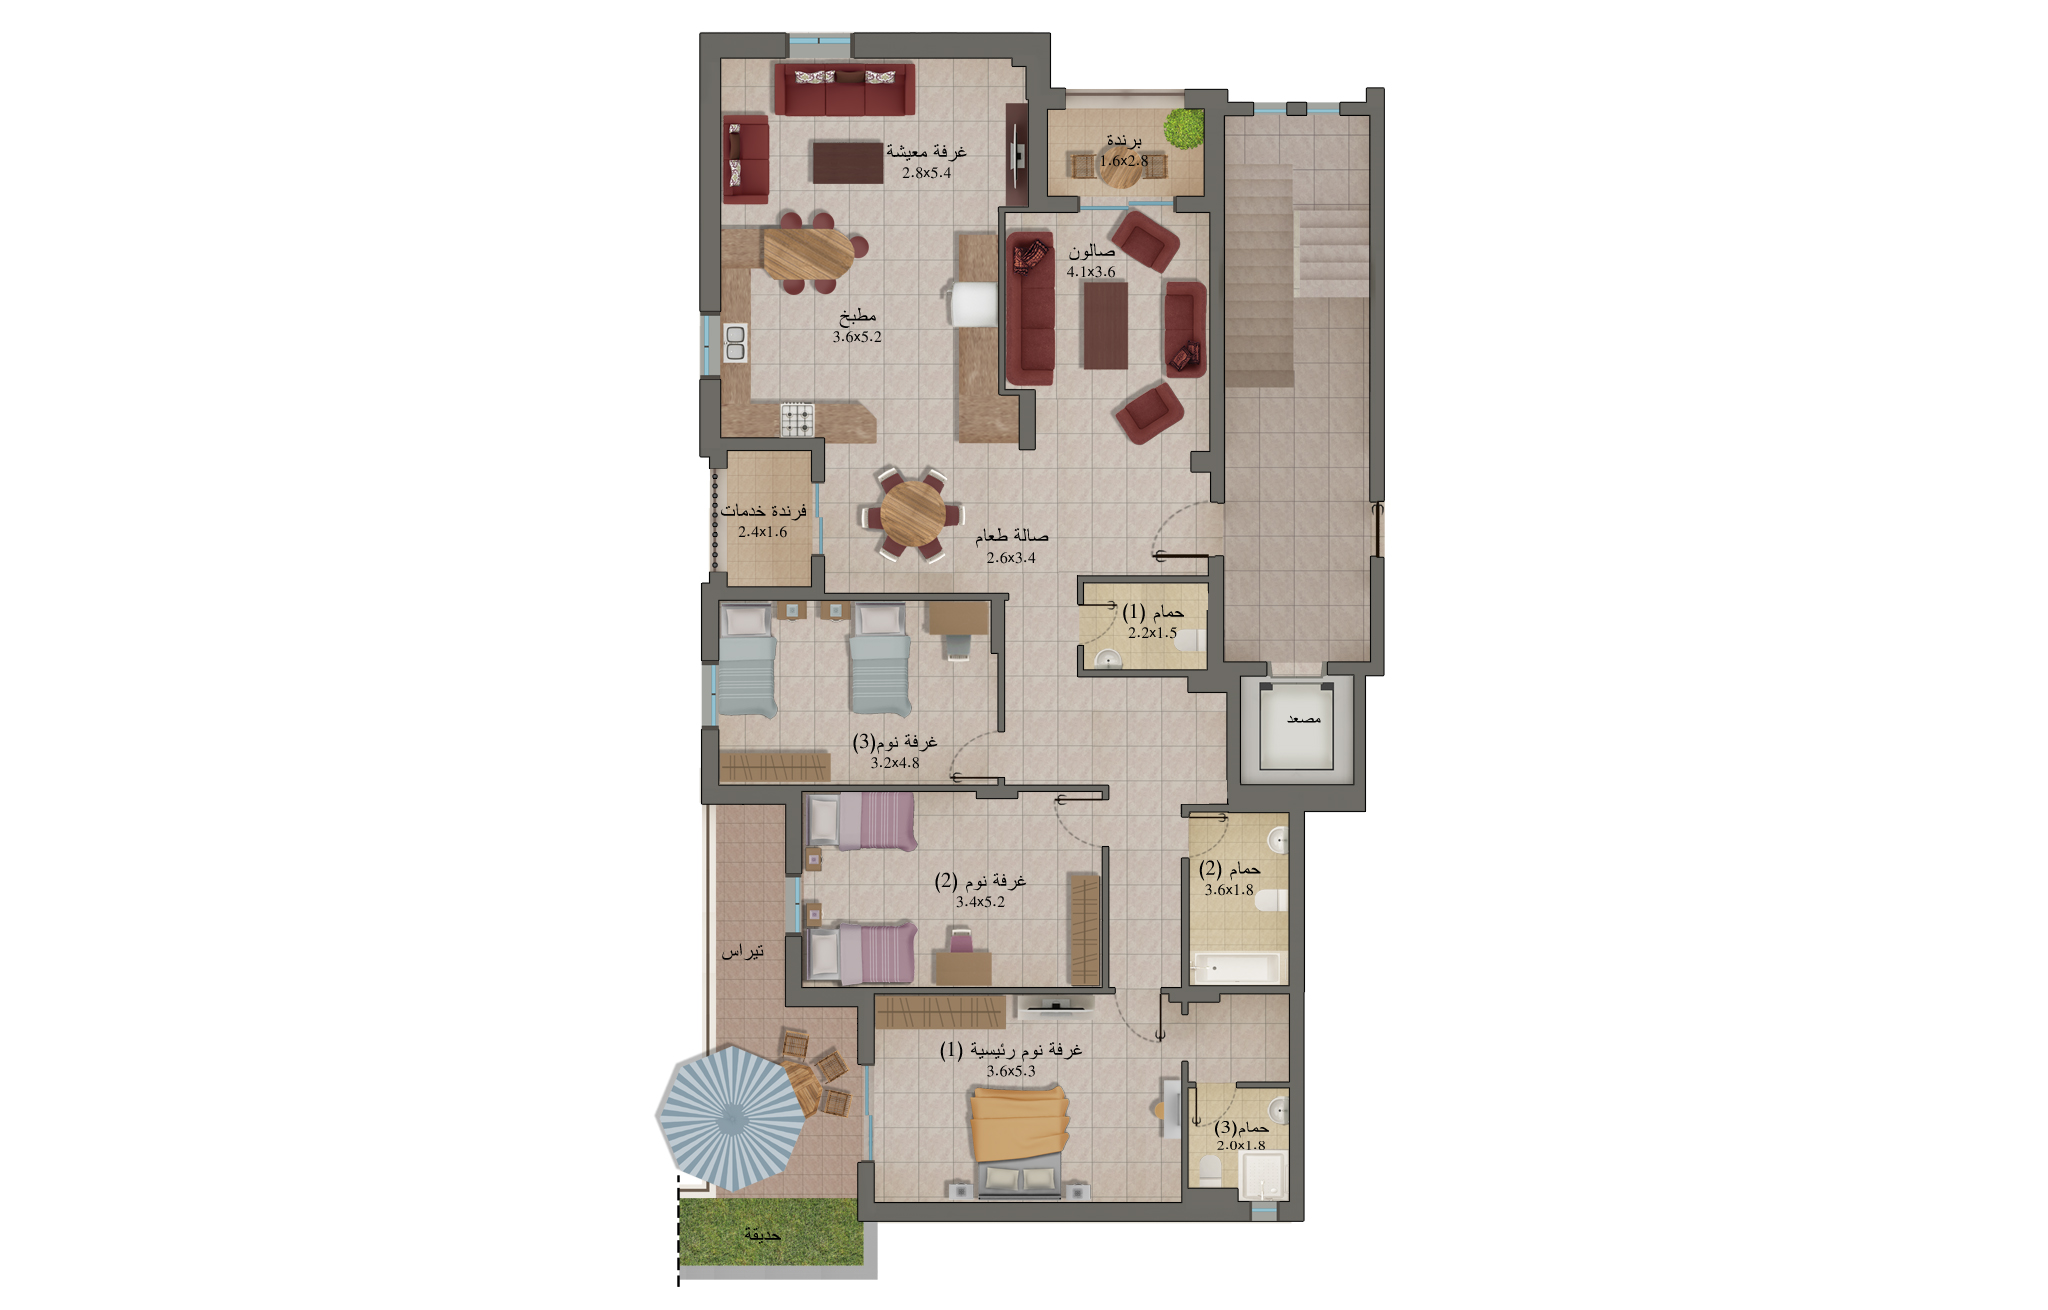 غرفة معيشة
2.8x5.4
برندة
1.6x2.8
صالون
4.1x3.6
مطبخ
3.6x5.2
فرندة خدمات
2.4x1.6
صالة طعام
2.6x3.4
حمام (1)
2.2x1.5
مصعد
غرفة نوم(3)
3.2x4.8
حمام (2)
3.6x1.8
غرفة نوم (2)
3.4x5.2
تيراس
غرفة نوم رئيسية (1)
3.6x5.3
حمام(3)
2.0x1.8
حديقة